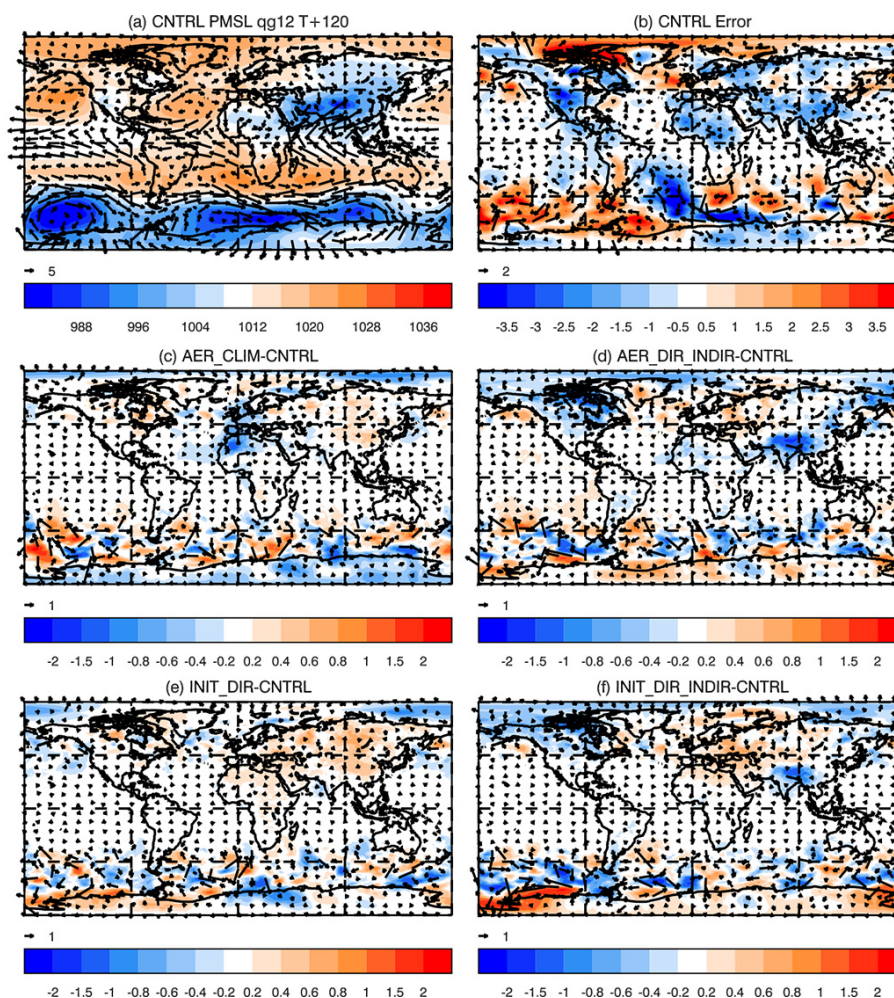 (a) CNTRL PMSL qg12 T+120
(b) CNTRL Error
5
2
988 996 1004 1012 1020 1028 1036
-3.5 -3 -2.5 -2 -1.5 -1 -0.5 0.5 1 1.5 2 2.5 3 3.5
(c) AER_CLIM-CNTRL
(d) AER_DIR_INDIR-CNTRL
1
1
-2 -1.5 -1 -0.8 -0.6 -0.4 -0.2 0.2 0.4 0.6 0.8 1 1.5 2
-2 -1.5 -1 -0.8 -0.6 -0.4 -0.2 0.2 0.4 0.6 0.8 1 1.5 2
(e) INIT_DIR-CNTRL
(f) INIT_DIR_INDIR-CNTRL
1
1
-2 -1.5 -1 -0.8 -0.6 -0.4 -0.2 0.2 0.4 0.6 0.8 1 1.5 2
-2 -1.5 -1 -0.8 -0.6 -0.4 -0.2 0.2 0.4 0.6 0.8 1 1.5 2